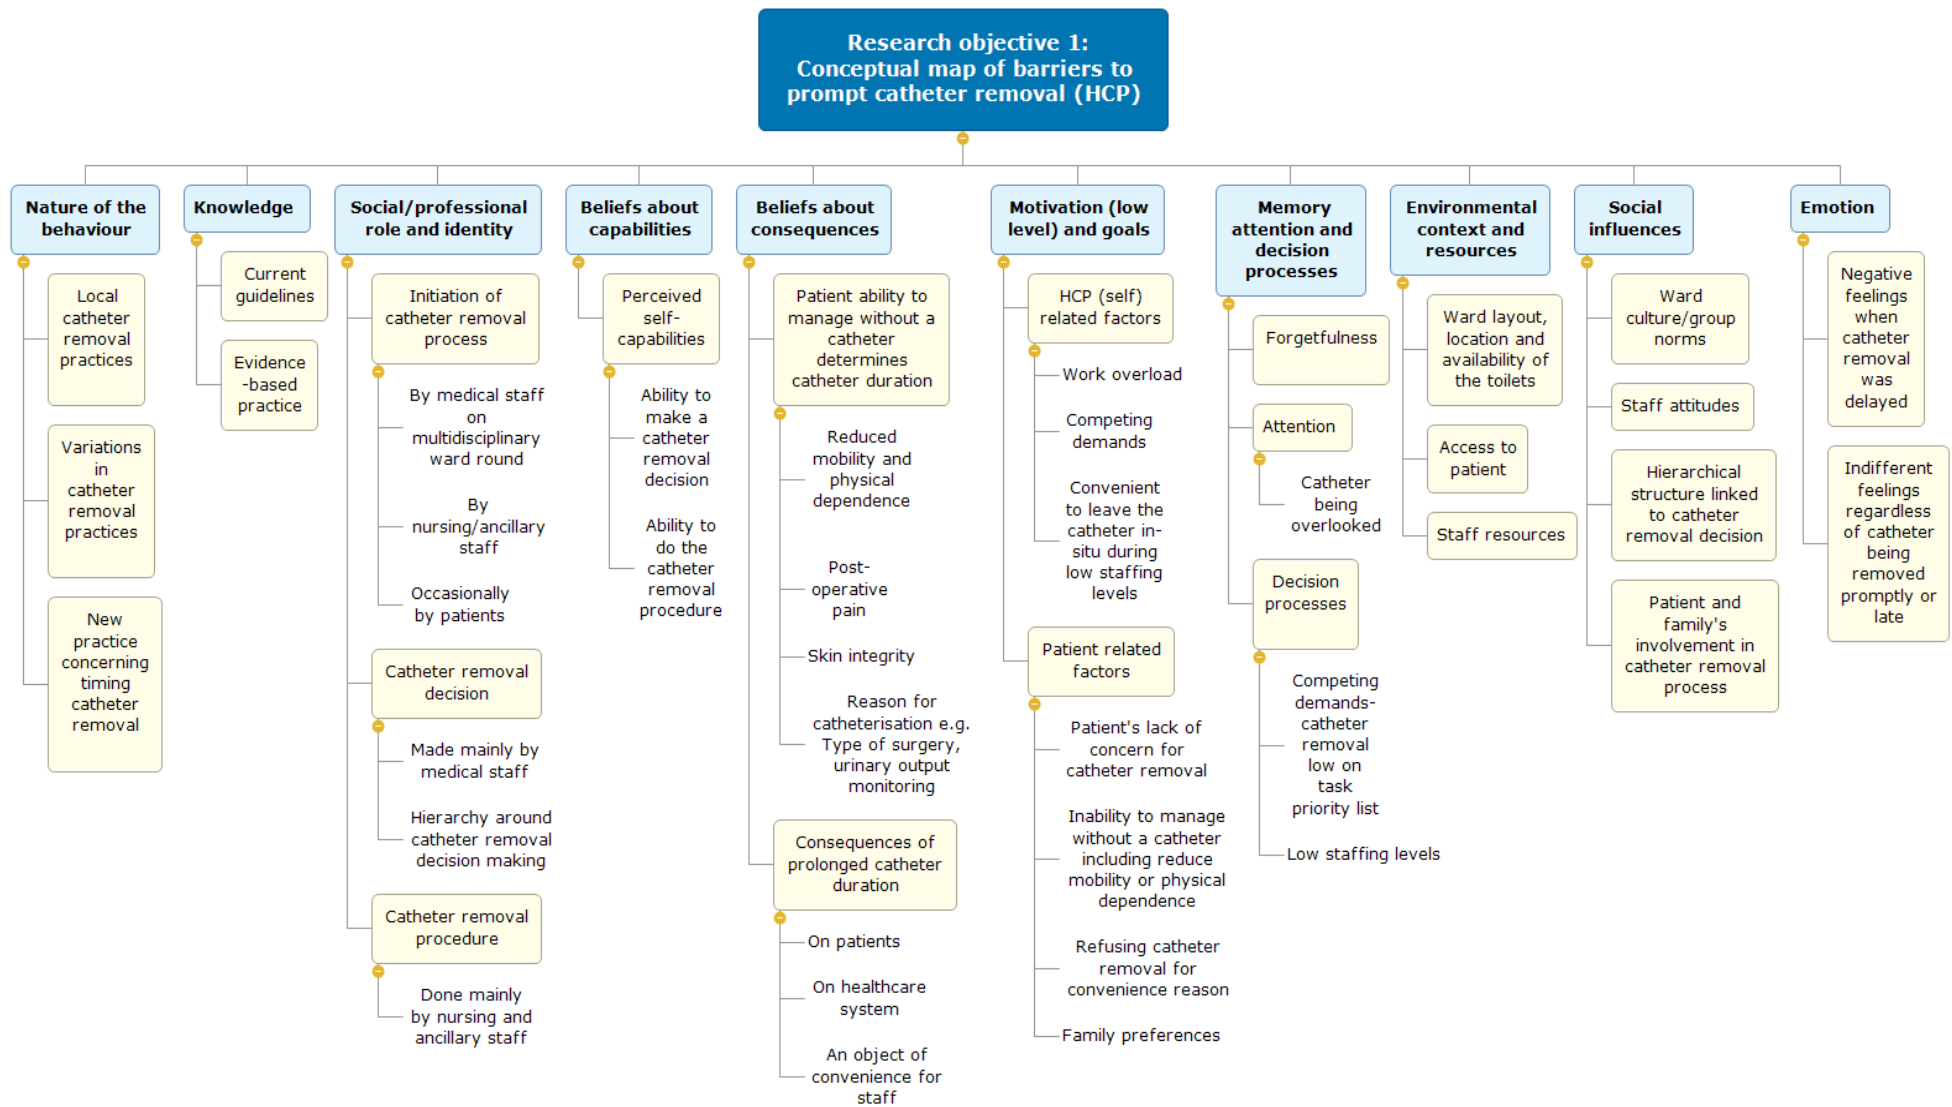 Research objective 1:
Conceptual map of barriers to
prompt catheter removal (HCP)
Nature of the
behaviour
Local
catheter
removal
practices
Variations
in
catheter
removal
practices
New
practice
concerning
timing
catheter
removal
Knowledge
Current
guidelines
Evidence
-based
practice
Social/professional
role and identity
Initiation of
catheter removal
process
By medical staff
on
multidisciplinary
ward round
By
nursing/ancillary
staff
Occasionally
by patients
Catheter removal
decision
Made mainly by
medical staff
Hierarchy around
catheter removal
decision making
Catheter removal
procedure
Done mainly
by nursing and
ancillary staff
Beliefs about
capabilities
Perceived
self-
capabilities
Ability to
make a
catheter
removal
decision
Ability to
do the
catheter
removal
procedure
Beliefs about
consequences
Patient ability to
manage without a
catheter
determines
catheter duration
Reduced
mobility and
physical
dependence
Post-
operative
pain
Skin integrity
Reason for
catheterisation e.g.
Type of surgery,
urinary output
monitoring
Consequences of
prolonged catheter
duration
On patients
On healthcare
system
An object of
convenience for
staff
Motivation (low
level) and goals
HCP (self)
related factors
Work overload
Competing
demands
Convenient
to leave the
catheter in-
situ during
low staffing
levels
Patient related
factors
Patient's lack of
concern for
catheter removal
Inability to manage
without a catheter
including reduce
mobility or physical
dependence
Refusing catheter
removal for
convenience reason
Family preferences
Memory
attention and
decision
processes
Forgetfulness
Attention
Catheter
being
overlooked
Decision
processes
Competing
demands-
catheter
removal
low on
task
priority list
Low staffing levels
Environmental
context and
resources
Ward layout,
location and
availability of
the toilets
Access to
patient
Staff resources
Social
influences
Ward
culture/group
norms
Staff attitudes
Hierarchical
structure linked
to catheter
removal decision
Patient and
family's
involvement in
catheter removal
process
Emotion
Negative
feelings
when
catheter
removal
was
delayed
Indifferent
feelings
regardless
of catheter
being
removed
promptly or
late